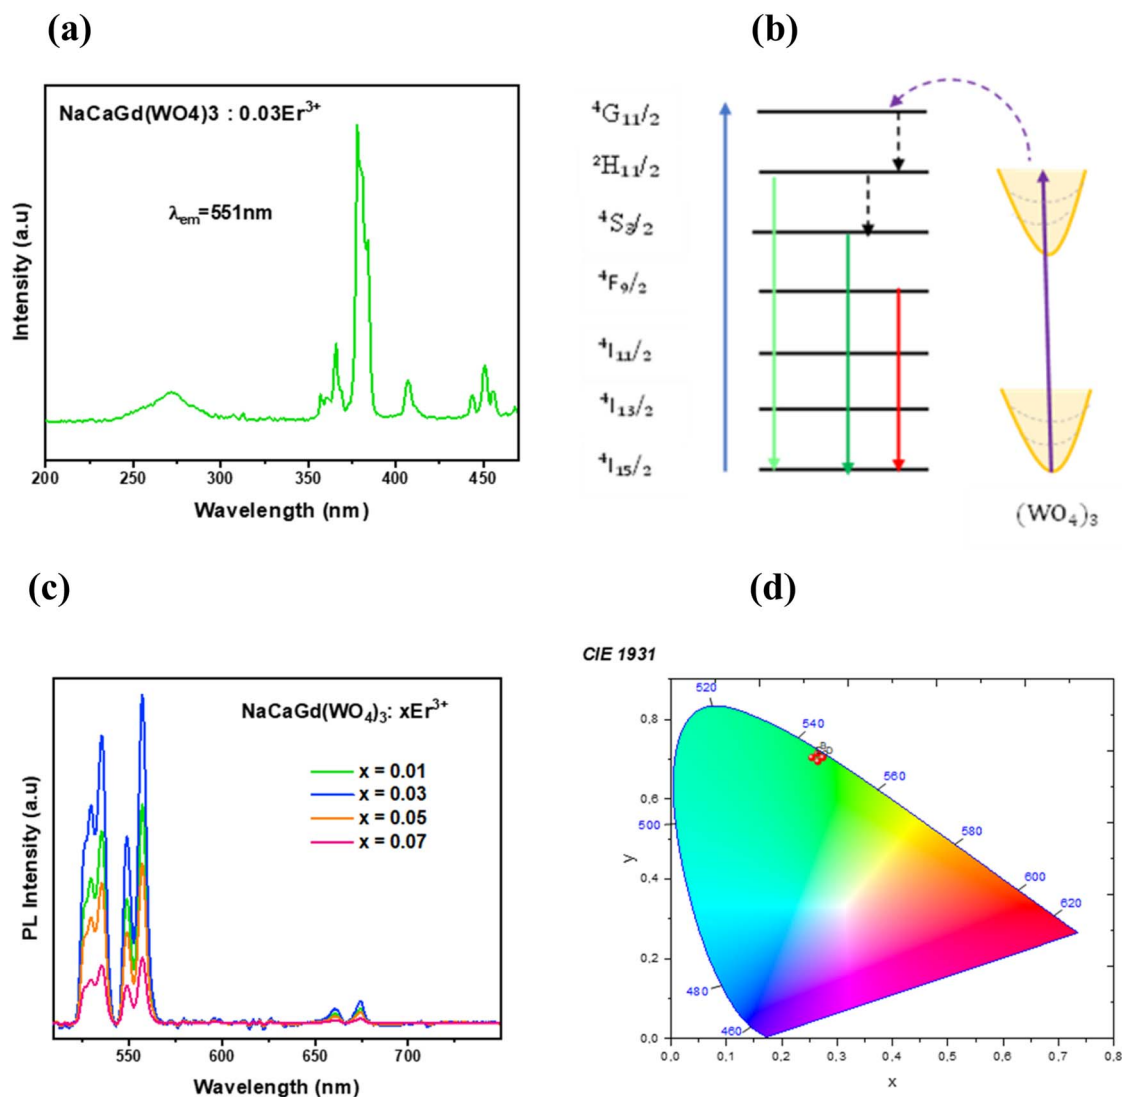 (a)
NaCaGd(WO4)3 : 0.03Er³⁺
λem=551nm
Intensity (a.u)
200 250 300 350 400 450
Wavelength (nm)
(b)
⁴G₁₁/₂
²H₁₁/₂
⁴S₃/₂
⁴F₉/₂
⁴I₁₁/₂
⁴I₁₃/₂
⁴I₁₅/₂
(WO₄)₃
(c)
NaCaGd(WO₄)₃: xEr³⁺
x = 0.01
x = 0.03
x = 0.05
x = 0.07
PL Intensity (a.u)
550 600 650 700
Wavelength (nm)
(d)
CIE 1931
520
540
560
580
600
620
500
480
460
0,8
0,6
0,4
0,2
0,0
y
0,0 0,1 0,2 0,3 0,4 0,5 0,6 0,7 0,8
x